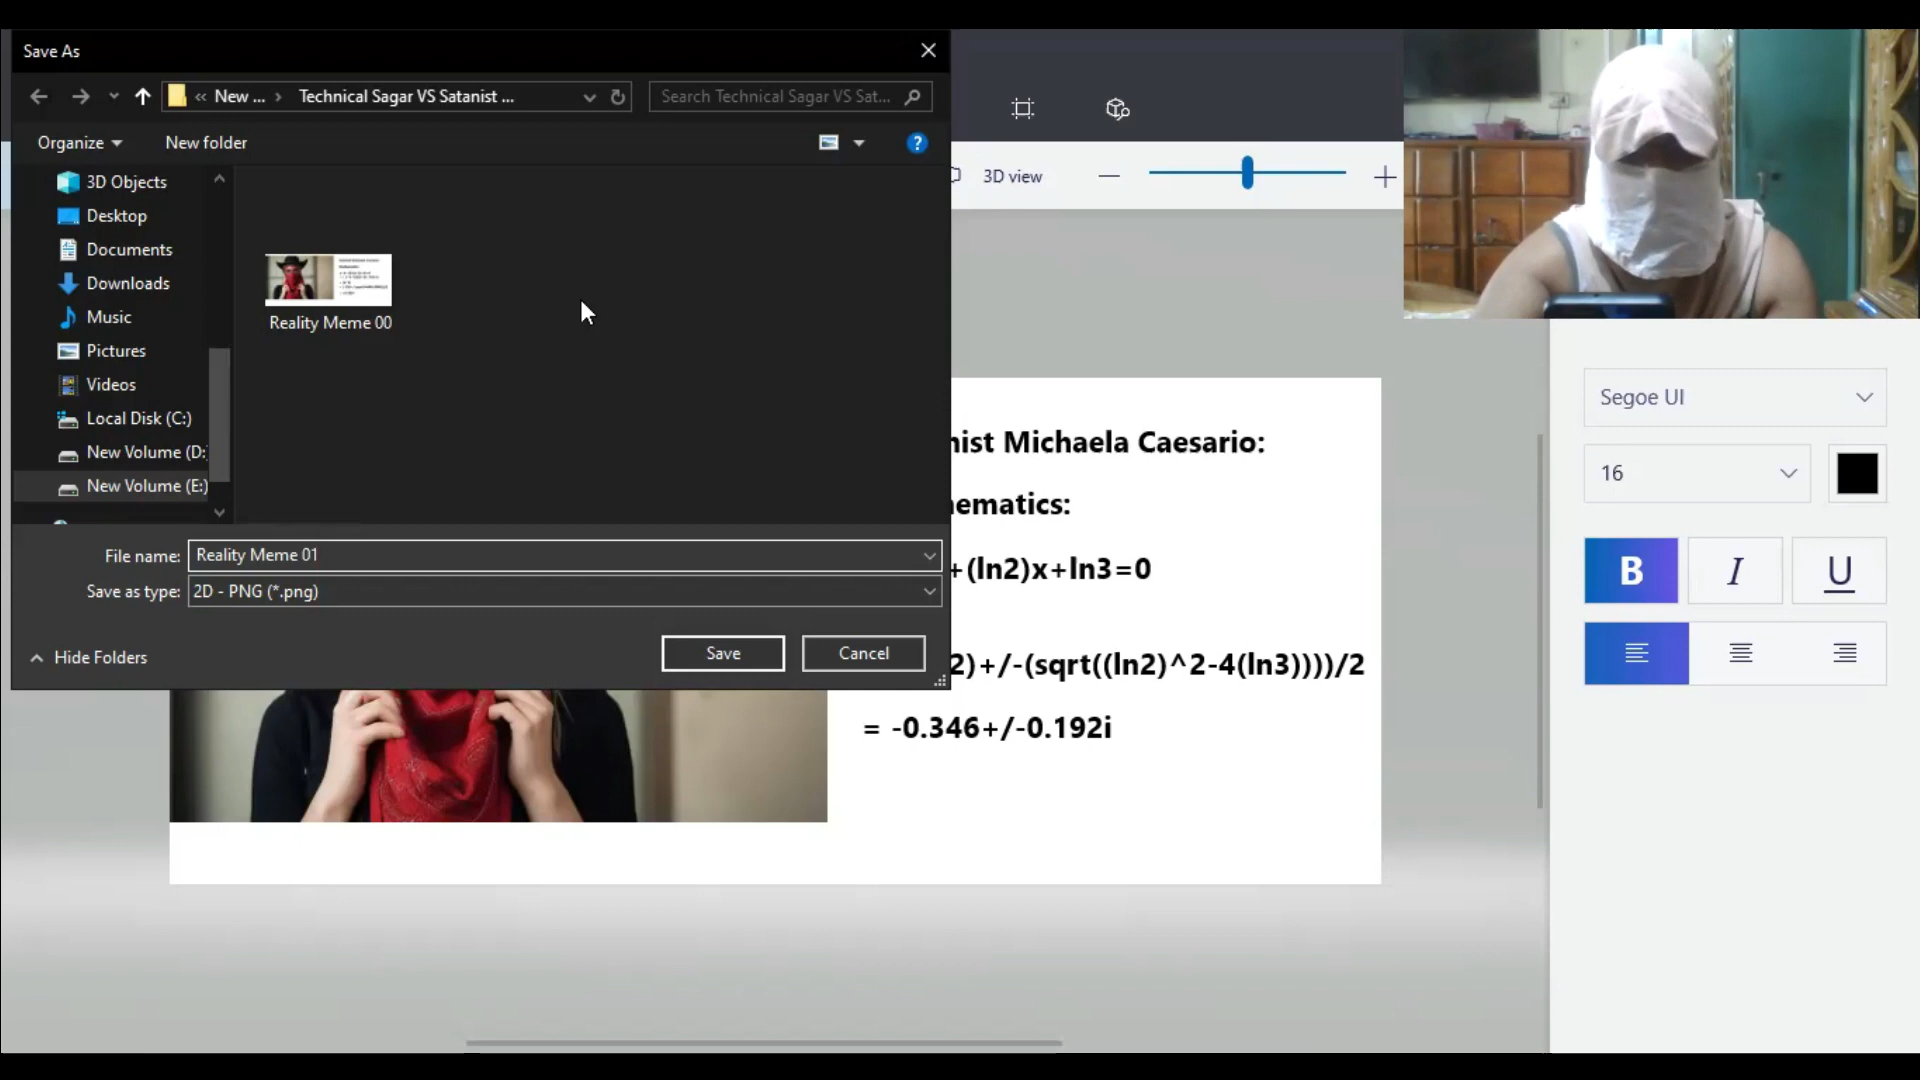 Save As
New ...
Technical Sagar VS Satanist ...
Search Technical Sagar VS Sat...
Organize
New folder
3D Objects
Desktop
Documents
Downloads
Music
Pictures
Videos
Local Disk (C:)
New Volume (D:
New Volume (E:)
Reality Meme 00
File name: Reality Meme 01
Save as type: 2D - PNG (*.png)
Hide Folders
Save
Cancel
3D view
nist Michaela Caesario:
ematics:
+(ln2)x+ln3=0
2)+/-(sqrt((ln2)^2-4(ln3))))/2
= -0.346+/-0.192i
Segoe UI
16
B
I
U